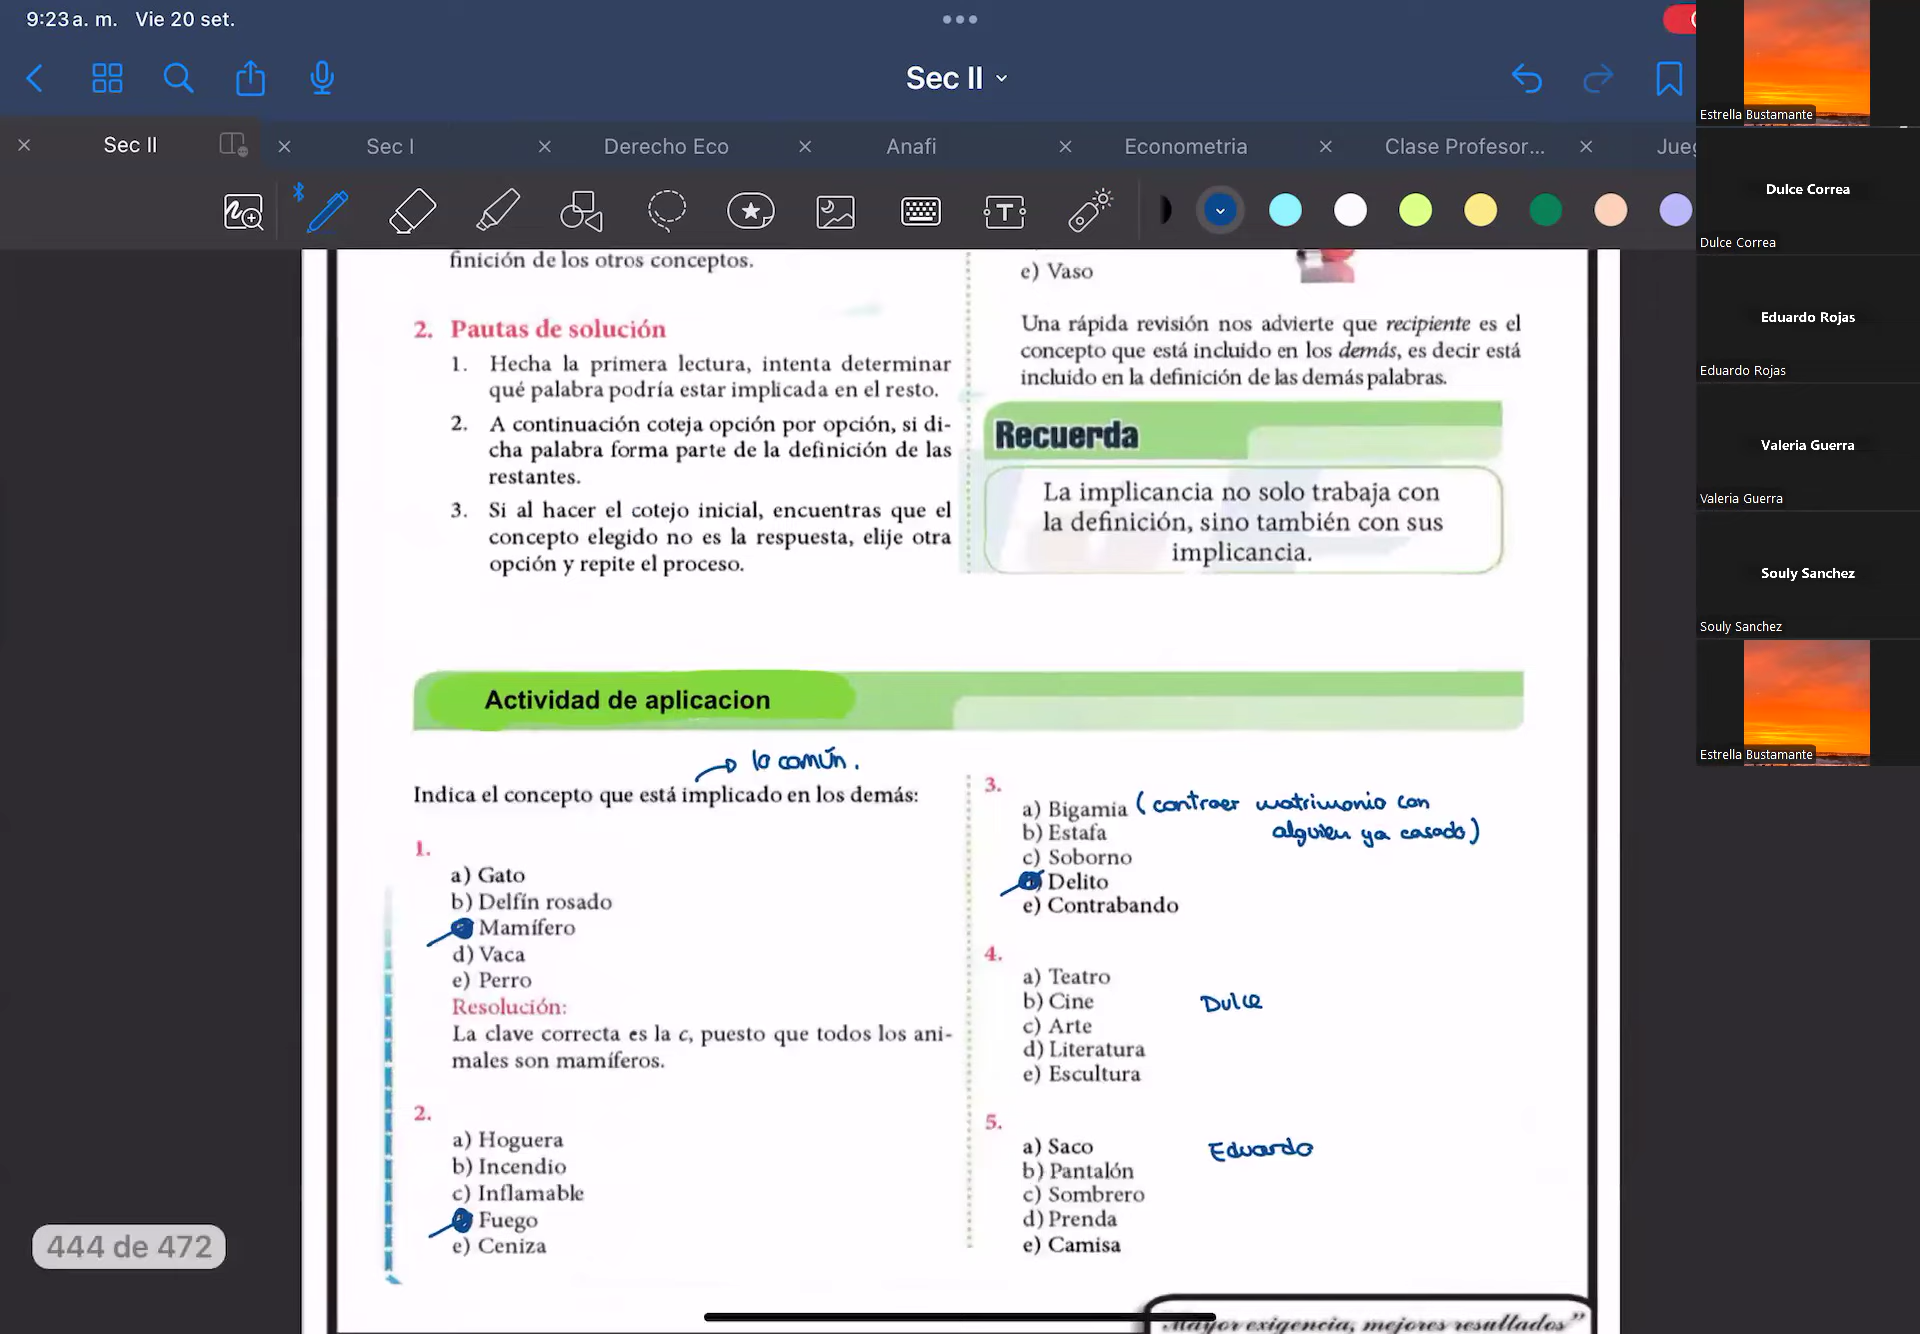 9:23 a. m. Vie 20 set.
Sec II
Sec II
Sec I
Derecho Eco
Anafi
Econometria
Clase Profesor...
Jueg
finición de los otros conceptos.
2. Pautas de solución
1. Hecha la primera lectura, intenta determinar
qué palabra podría estar implicada en el resto.
2. A continuación coteja opción por opción, si di-
cha palabra forma parte de la definición de las
restantes.
3. Si al hacer el cotejo inicial, encuentras que el
concepto elegido no es la respuesta, elije otra
opción y repite el proceso.
e) Vaso
Una rápida revisión nos advierte que recipiente es el
concepto que está incluido en los demás, es decir está
incluido en la definición de las demás palabras.
Recuerda
La implicancia no solo trabaja con
la definición, sino también con sus
implicancia.
Actividad de aplicacion
lo común.
Indica el concepto que está implicado en los demás:
1.
a) Gato
b) Delfín rosado
Mamífero
d) Vaca
e) Perro
Resolución:
La clave correcta es la c, puesto que todos los ani-
males son mamíferos.
2.
a) Hoguera
b) Incendio
c) Inflamable
Fuego
e) Ceniza
3.
a) Bigamia (contraer matrimonio con
alguien ya casado)
b) Estafa
c) Soborno
Delito
e) Contrabando
4.
a) Teatro
b) Cine Dulce
c) Arte
d) Literatura
e) Escultura
5.
a) Saco Eduardo
b) Pantalón
c) Sombrero
d) Prenda
e) Camisa
444 de 472
Mayor exigencia, mejores resultados"
Estrella Bustamante
Dulce Correa
Dulce Correa
Eduardo Rojas
Eduardo Rojas
Valeria Guerra
Valeria Guerra
Souly Sanchez
Souly Sanchez
Estrella Bustamante